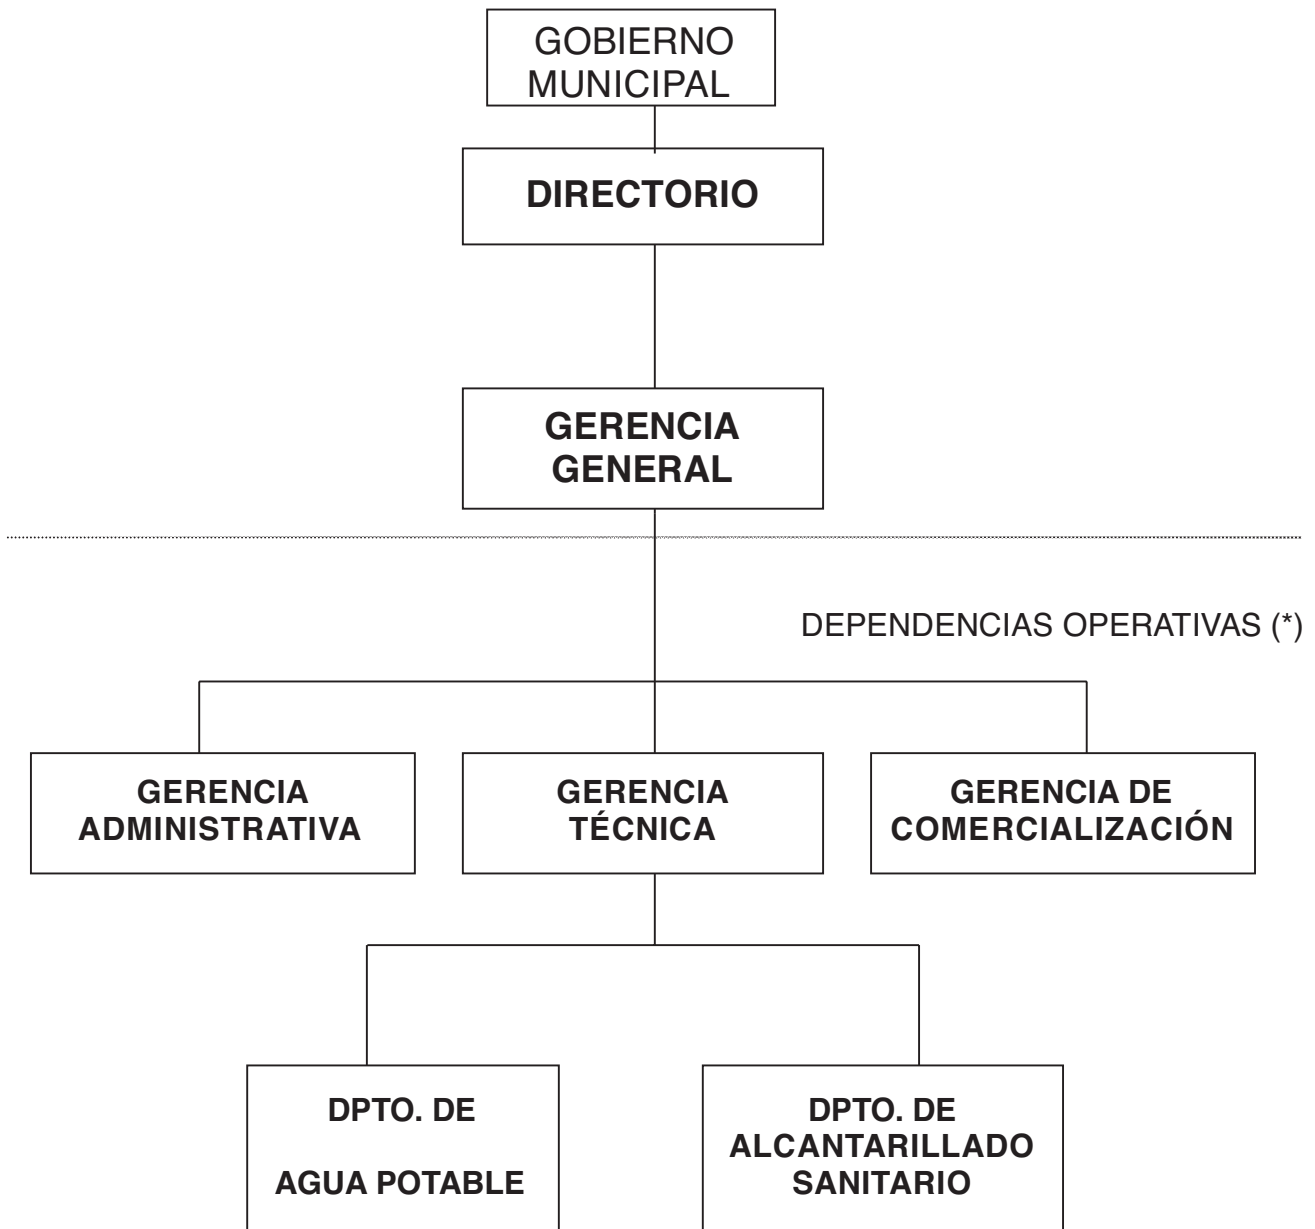 GOBIERNO
MUNICIPAL
DIRECTORIO
GERENCIA
GENERAL
DEPENDENCIAS OPERATIVAS (*)
GERENCIA
ADMINISTRATIVA
GERENCIA
TÉCNICA
GERENCIA DE
COMERCIALIZACIÓN
DPTO. DE
AGUA POTABLE
DPTO. DE
ALCANTARILLADO
SANITARIO